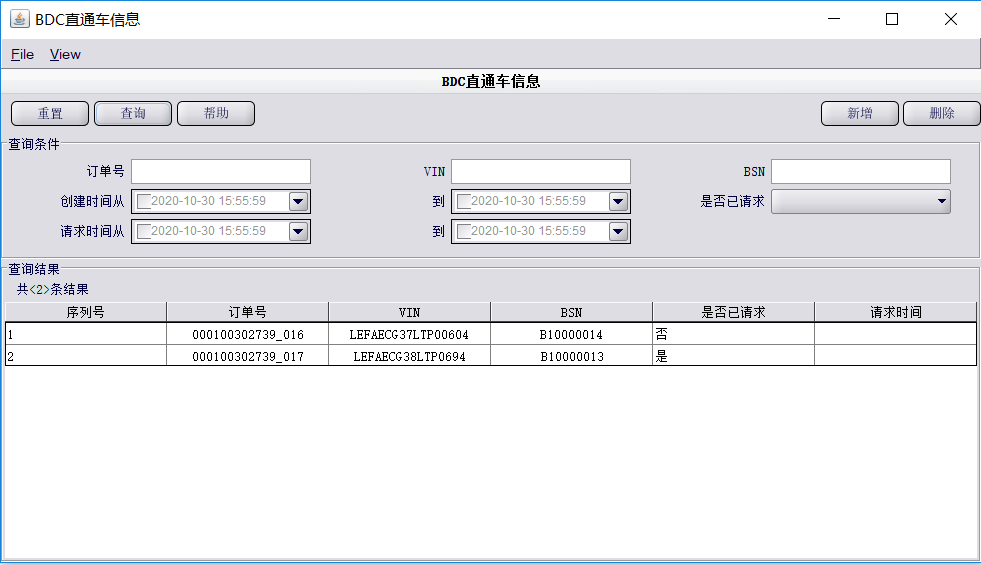 BDC直通车信息
File View
BDC直通车信息
重置 查询 帮助 新增 删除
查询条件
订单号 VIN BSN
创建时间从 2020-10-30 15:55:59 到 2020-10-30 15:55:59 是否已请求
请求时间从 2020-10-30 15:55:59 到 2020-10-30 15:55:59
查询结果
共<2>条结果
序列号 订单号 VIN BSN 是否已请求 请求时间
1 000100302739_016 LEFAECG37LTP00604 B10000014 否
2 000100302739_017 LEFAECG38LTP0694 B10000013 是